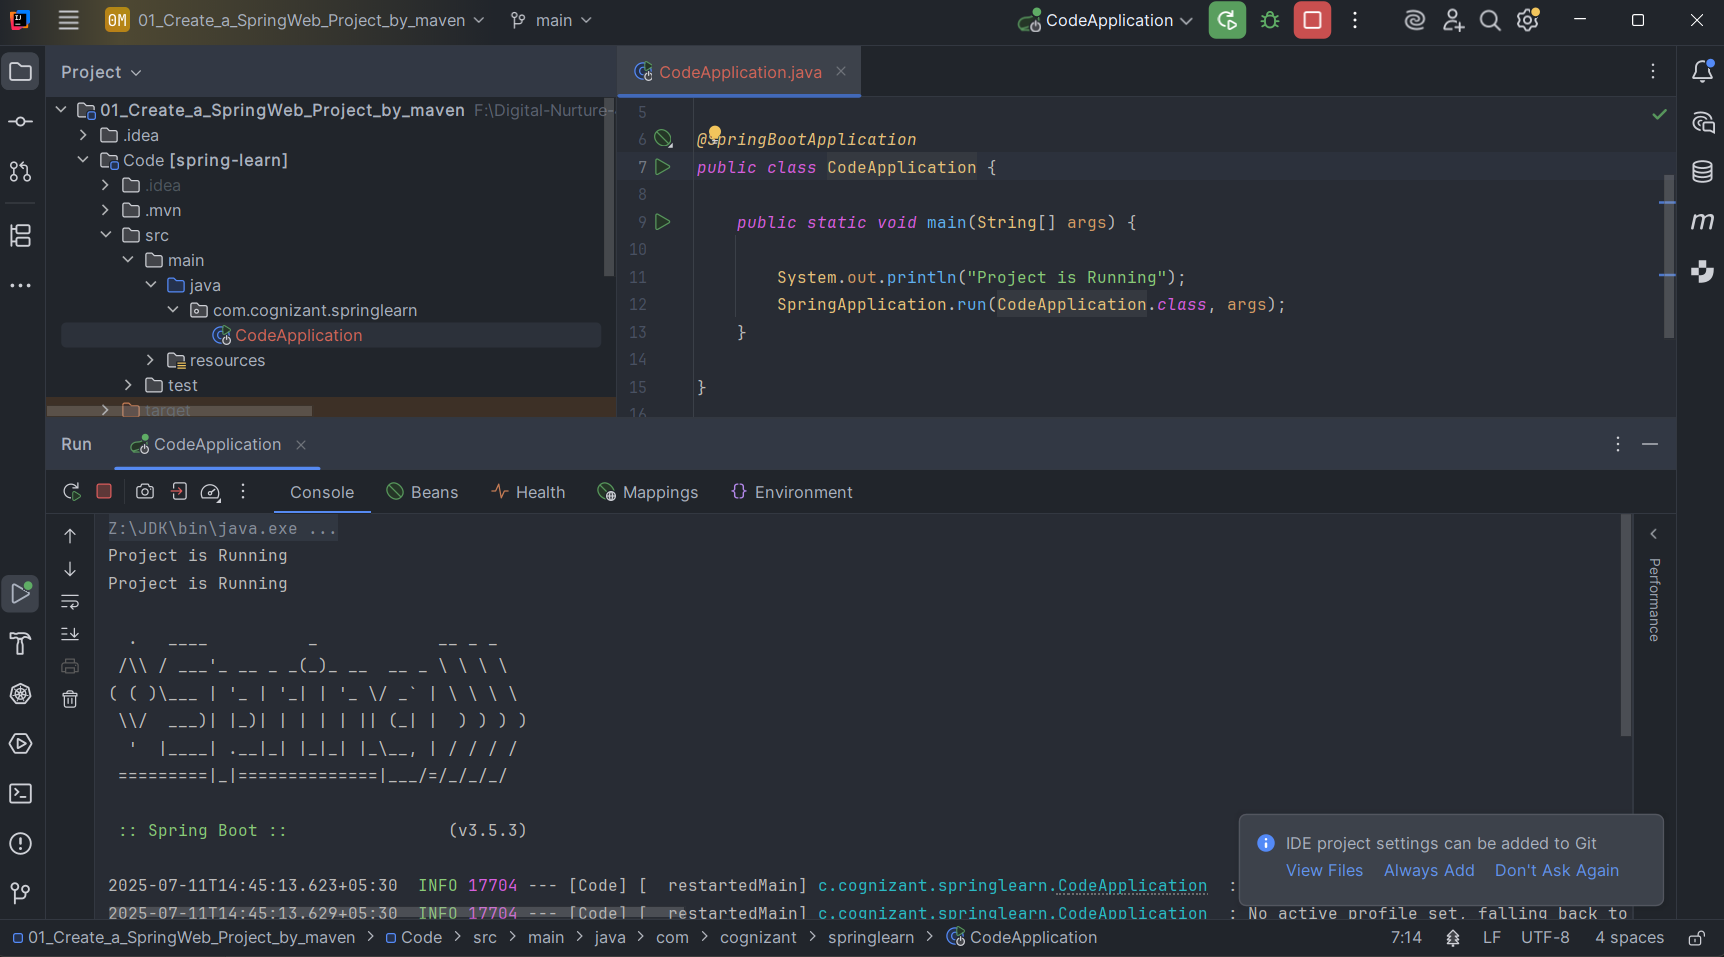 0M 01_Create_a_SpringWeb_Project_by_maven main CodeApplication
Project
CodeApplication.java
01_Create_a_SpringWeb_Project_by_maven F:\Digital-Nurture-
.idea
Code [spring-learn]
.idea
.mvn
src
main
java
com.cognizant.springlearn
CodeApplication
resources
test
target
5
6 @SpringBootApplication
7 public class CodeApplication {
8
9 public static void main(String[] args) {
10
11 System.out.println("Project is Running");
12 SpringApplication.run(CodeApplication.class, args);
13 }
14
15 }
16
Run CodeApplication
Console Beans Health Mappings Environment
Z:\JDK\bin\java.exe ...
Project is Running
Project is Running
  .   ____          _            __ _ _
 /\\ / ___'_ __ _ _(_)_ __  __ _ \ \ \ \
( ( )\___ | '_ | '_| | '_ \/ _` | \ \ \ \
 \\/  ___)| |_)| | | | | || (_| |  ) ) ) )
  '  |____| .__|_| |_|_| |_\__, | / / / /
 =========|_|==============|___/=/_/_/_/
:: Spring Boot :: (v3.5.3)
2025-07-11T14:45:13.623+05:30 INFO 17704 --- [Code] [ restartedMain] c.cognizant.springlearn.CodeApplication :
2025-07-11T14:45:13.629+05:30 INFO 17704 --- [Code] [ restartedMain] c.cognizant.springlearn.CodeApplication : No active profile set, falling back to
Performance
IDE project settings can be added to Git
View Files Always Add Don't Ask Again
01_Create_a_SpringWeb_Project_by_maven > Code > src > main > java > com > cognizant > springlearn > CodeApplication 7:14 LF UTF-8 4 spaces